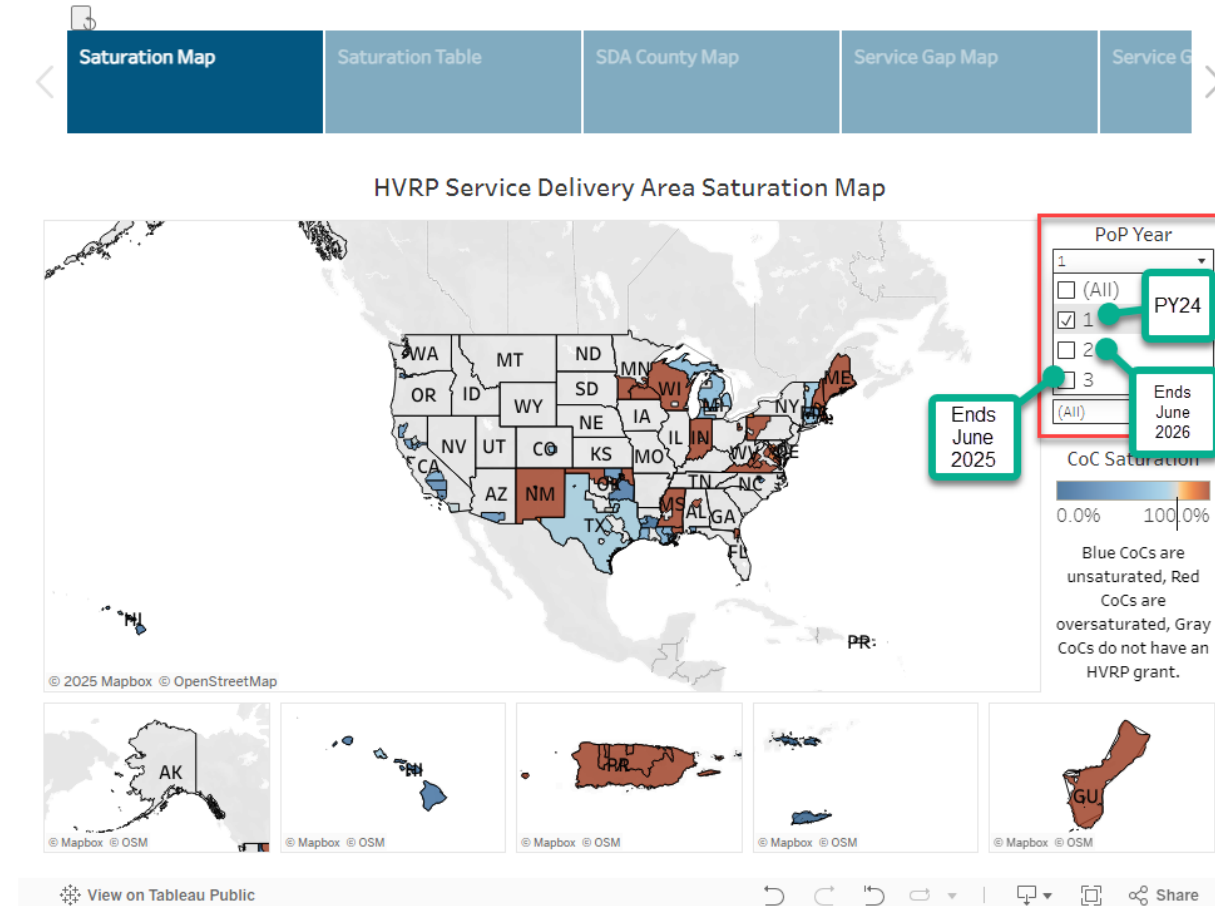 Saturation Map
Saturation Table
SDA County Map
Service Gap Map
Service G
HVRP Service Delivery Area Saturation Map
PoP Year
1
(All)
1
2
3
(All)
PY24
Ends
June
2026
Ends
June
2025
CoC Saturation
0.0%
100.0%
Blue CoCs are
unsaturated, Red
CoCs are
oversaturated, Gray
CoCs do not have an
HVRP grant.
WA
MT
ND
MN
OR
ID
SD
WI
MI
ME
WY
NY
NE
IA
NV
UT
CO
KS
IL
IN
WV
DE
CA
MO
AZ
NM
OK
TN
NC
TX
MS
AL
GA
FL
HI
PR
© 2025 Mapbox © OpenStreetMap
AK
© Mapbox © OSM
HI
© Mapbox © OSM
PR
© Mapbox © OSM
© Mapbox © OSM
GU
© Mapbox © OSM
View on Tableau Public
Share